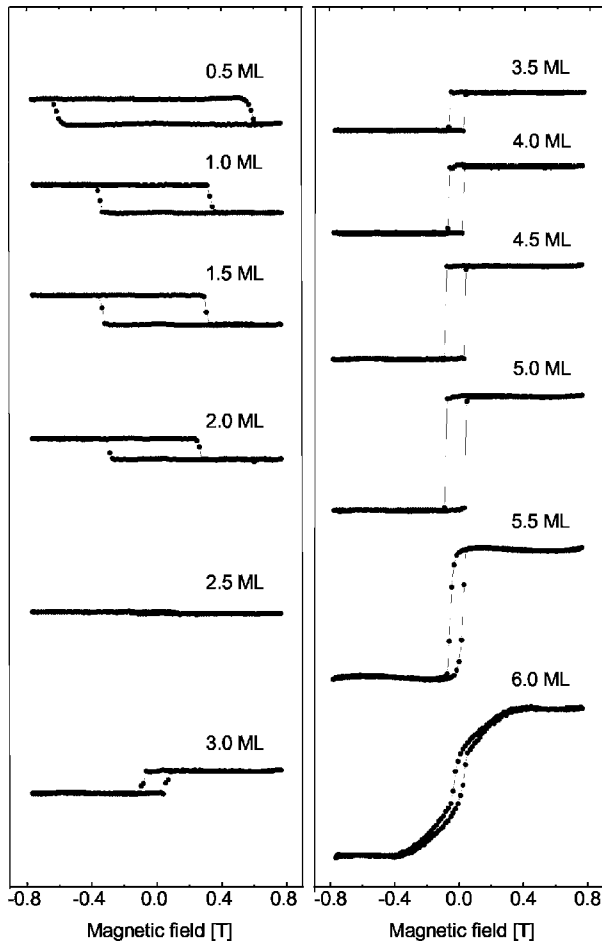 0.5 ML
1.0 ML
1.5 ML
2.0 ML
2.5 ML
3.0 ML
-0.8 -0.4 0.0 0.4 0.8
Magnetic field [T]
3.5 ML
4.0 ML
4.5 ML
5.0 ML
5.5 ML
6.0 ML
-0.8 -0.4 0.0 0.4 0.8
Magnetic field [T]